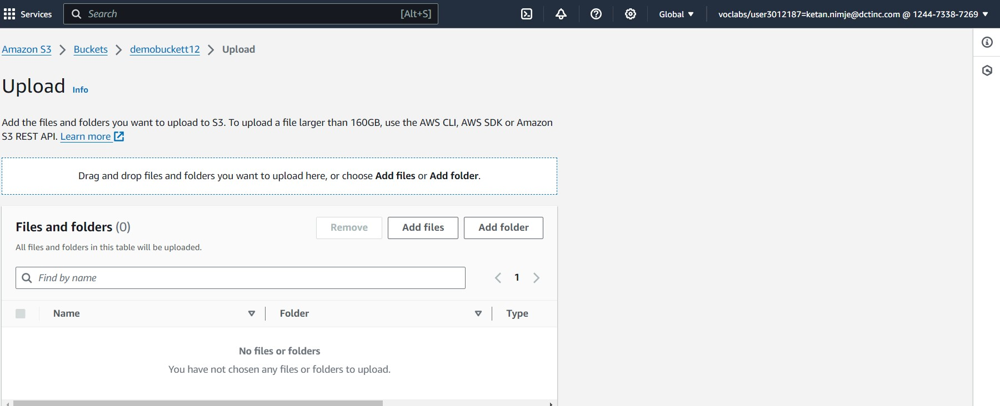 Services
Search [Alt+S]
Global
voclabs/user3012187=ketan.nimje@dctinc.com @ 1244-7338-7269
Amazon S3 Buckets demobuckett12 Upload
Upload Info
Add the files and folders you want to upload to S3. To upload a file larger than 160GB, use the AWS CLI, AWS SDK or Amazon
S3 REST API. Learn more
Drag and drop files and folders you want to upload here, or choose Add files or Add folder.
Files and folders (0)
Remove
Add files
Add folder
All files and folders in this table will be uploaded.
Find by name
1
Name Folder Type
No files or folders
You have not chosen any files or folders to upload.